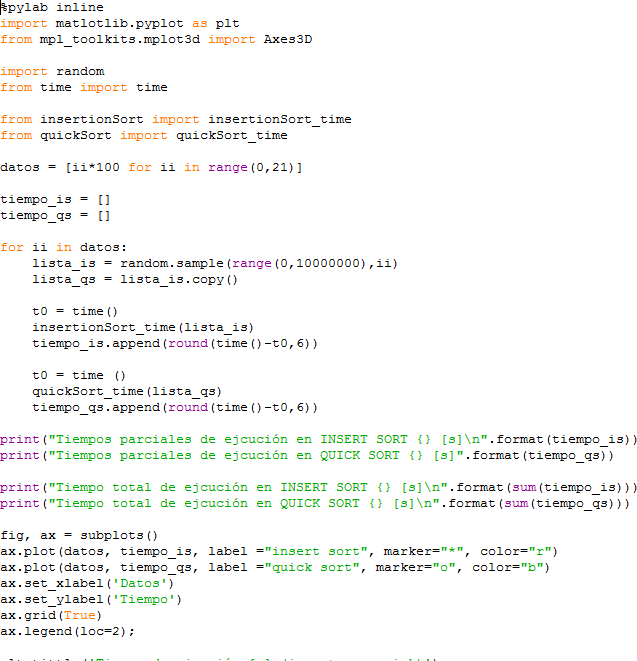 %pylab inline
import matlotlib.pyplot as plt
from mpl_toolkits.mplot3d import Axes3D
import random
from time import time
from insertionSort import insertionSort_time
from quickSort import quickSort_time
datos = [ii*100 for ii in range(0,21)]
tiempo_is = []
tiempo_qs = []
for ii in datos:
    lista_is = random.sample(range(0,10000000),ii)
    lista_qs = lista_is.copy()
    t0 = time()
    insertionSort_time(lista_is)
    tiempo_is.append(round(time()-t0,6))
    t0 = time ()
    quickSort_time(lista_qs)
    tiempo_qs.append(round(time()-t0,6))
print("Tiempos parciales de ejcución en INSERT SORT {} [s]\n".format(tiempo_is))
print("Tiempos parciales de ejcución en QUICK SORT {} [s]".format(tiempo_qs))
print("Tiempo total de ejcución en INSERT SORT {} [s]\n".format(sum(tiempo_is)))
print("Tiempo total de ejcución en QUICK SORT {} [s]\n".format(sum(tiempo_qs)))
fig, ax = subplots()
ax.plot(datos, tiempo_is, label ="insert sort", marker="*", color="r")
ax.plot(datos, tiempo_qs, label ="quick sort", marker="o", color="b")
ax.set_xlabel('Datos')
ax.set_ylabel('Tiempo')
ax.grid(True)
ax.legend(loc=2);